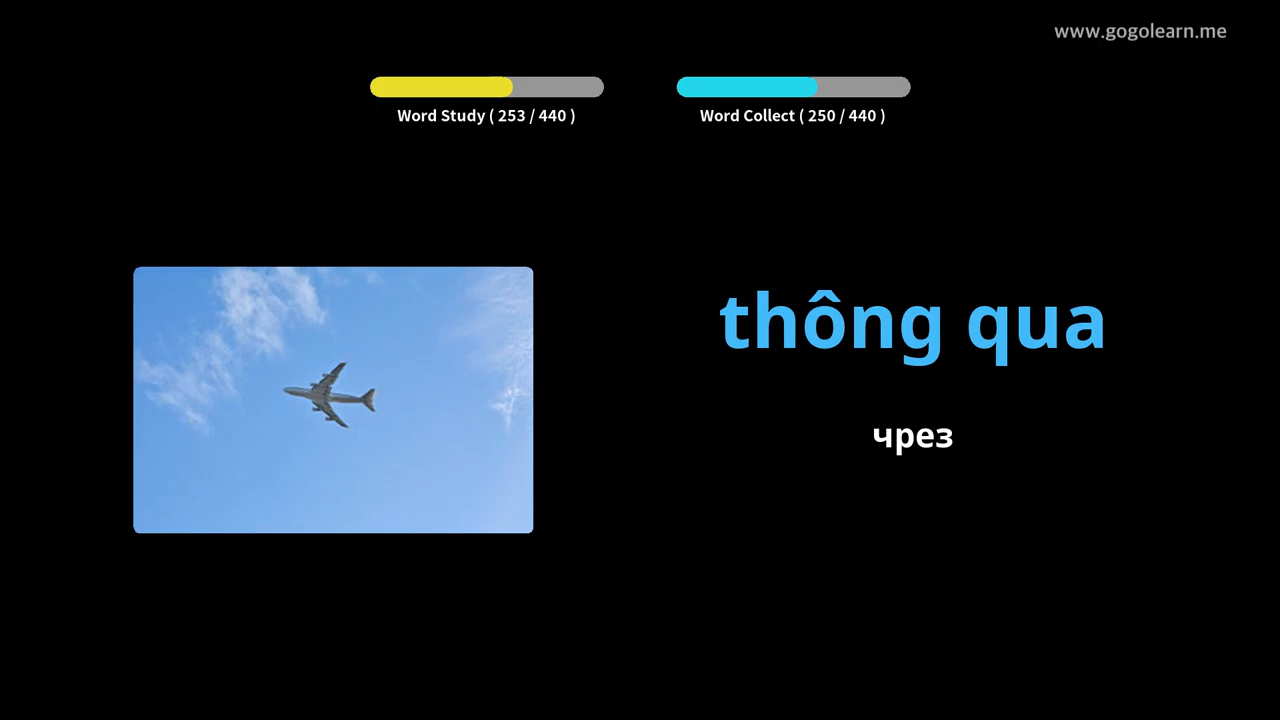 www.gogolearn.me
Word Study ( 253 / 440 )
Word Collect ( 250 / 440 )
thông qua
чрез